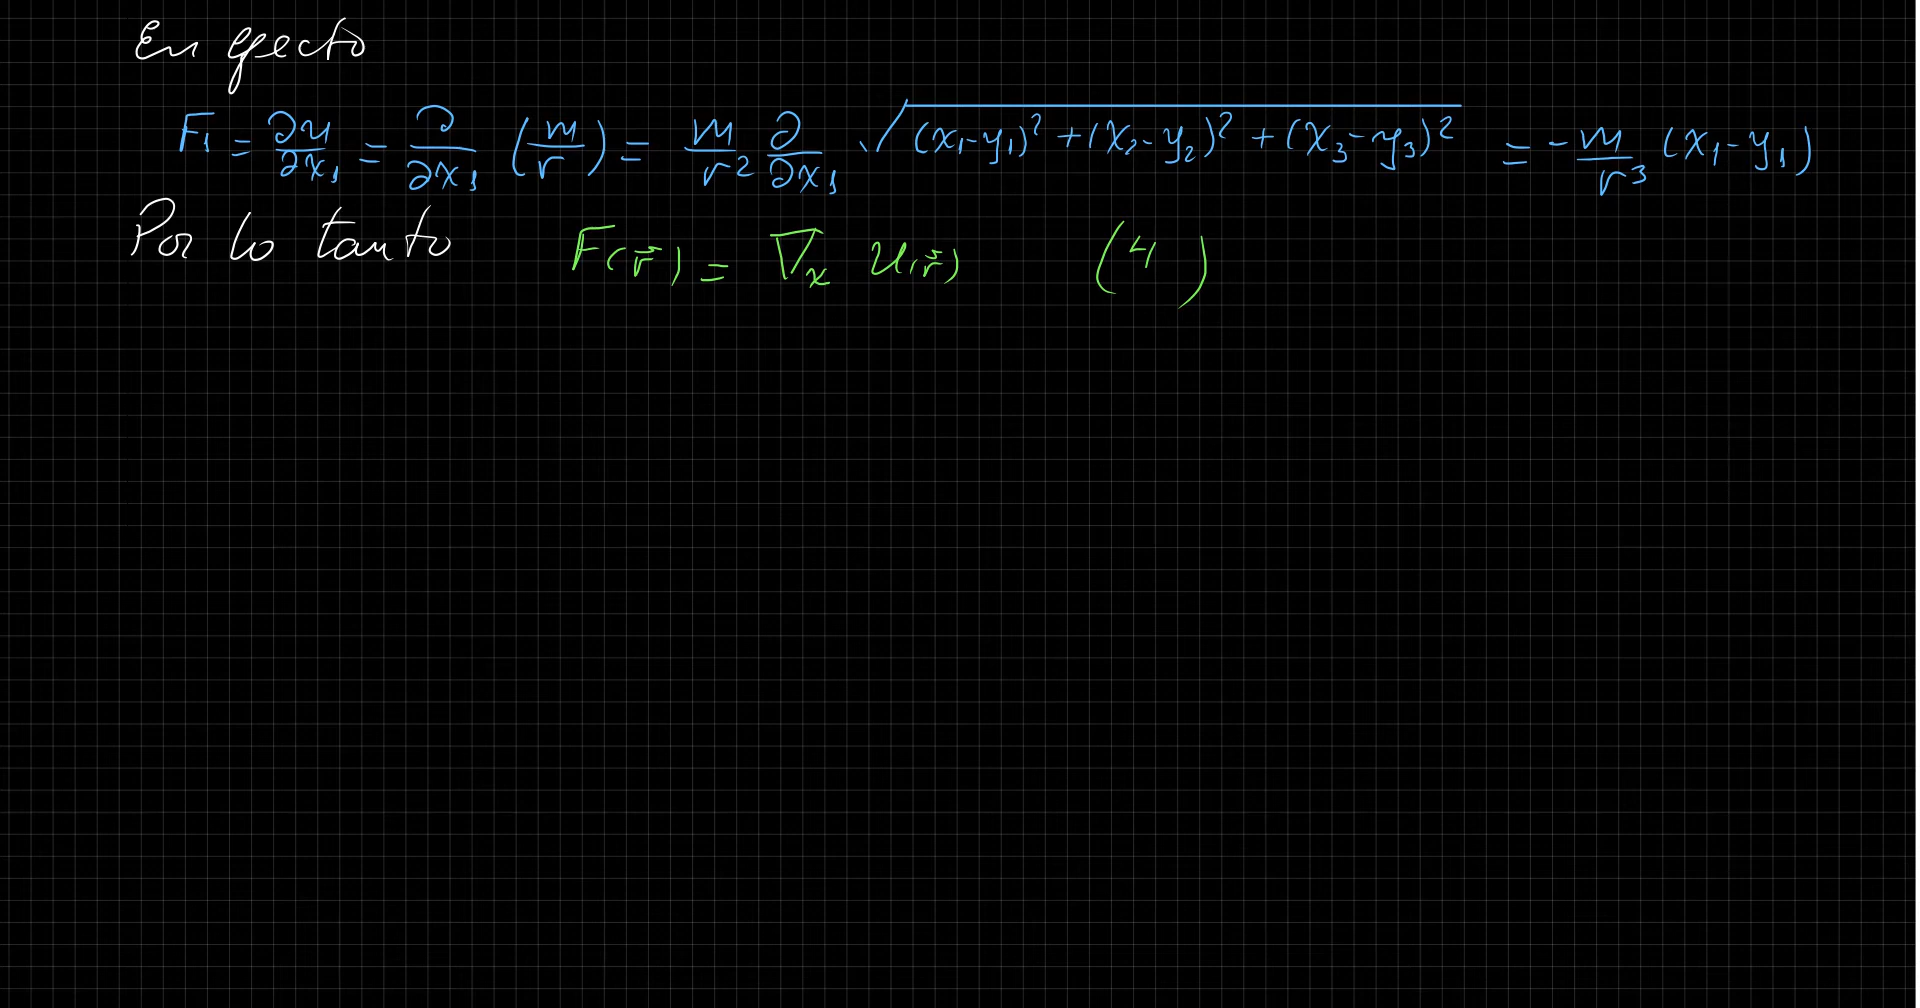 En efecto
F₁ = ∂u/∂x₁ = ∂/∂x₁ (m/r) = m/r² ∂/∂x₁ √((x₁-y₁)² + (x₂-y₂)² + (x₃-y₃)²) = - m/r³ (x₁-y₁)
Por lo tanto F(r⃗) = ∇ₓ u(r⃗) (4)